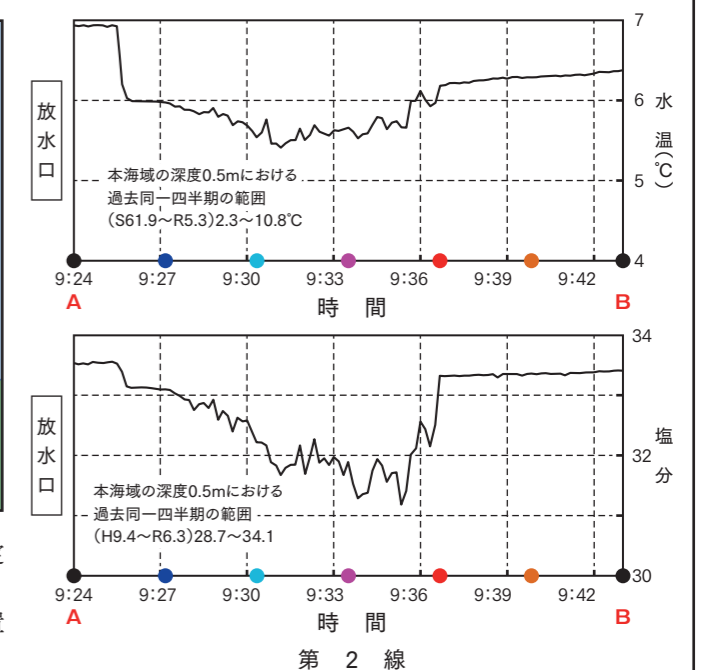 7
6
5
4
水温(℃)
放水口
本海域の深度0.5mにおける
過去同一四半期の範囲
(S61.9〜R5.3)2.3〜10.8℃
9:24 9:27 9:30 9:33 9:36 9:39 9:42
A 時間 B
34
32
30
塩分
放水口
本海域の深度0.5mにおける
過去同一四半期の範囲
(H9.4〜R6.3)28.7〜34.1
9:24 9:27 9:30 9:33 9:36 9:39 9:42
A 時間 B
第2線